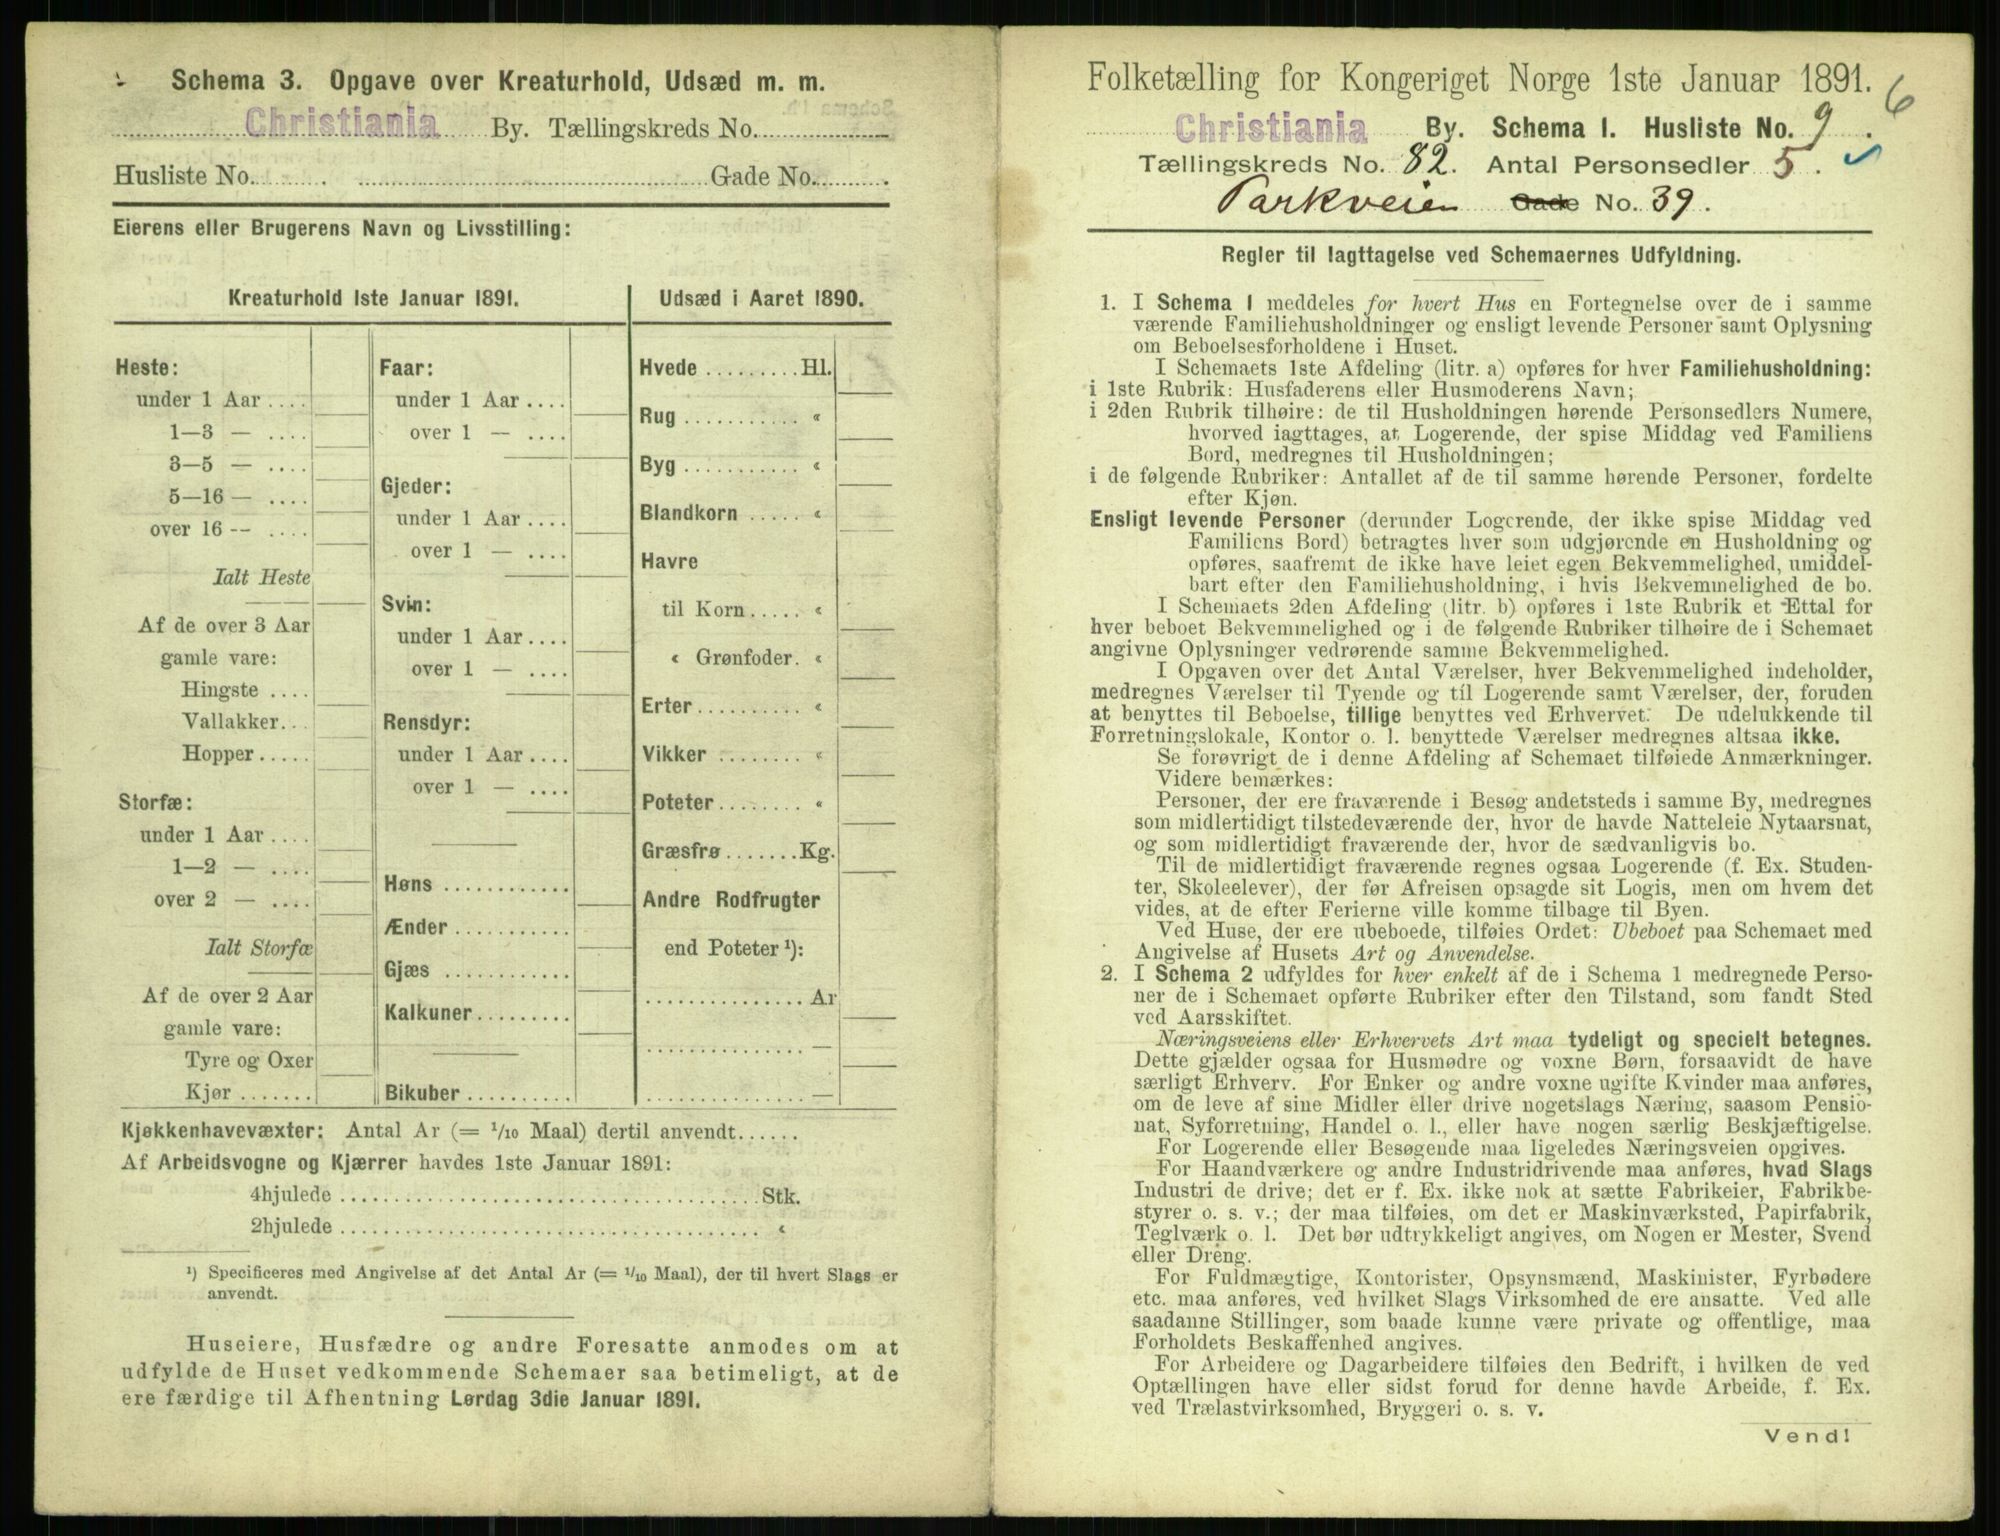 Schema 3. Opgave over Kreaturhold, Udsæd m. m.
Christiania By. Tællingskreds No.
Husliste No. Gade No.
Eierens eller Brugerens Navn og Livsstilling:
Kreaturhold 1ste Januar 1891.
Heste:
under 1 Aar ....
1—3 — ....
3—5 — ....
5—16 — ....
over 16 -- ....
Ialt Heste
Af de over 3 Aar
gamle vare:
Hingste ....
Vallakker...
Hopper.....
Storfæ:
under 1 Aar ....
1—2 — ....
over 2 — ....
Ialt Storfæ
Af de over 2 Aar
gamle vare:
Tyre og Oxer
Kjør .......
Faar:
under 1 Aar ....
over 1 — ....
Gjeder:
under 1 Aar ....
over 1 — ....
Svin:
under 1 Aar ....
over 1 — ....
Rensdyr:
under 1 Aar ....
over 1 — ....
Høns ............
Ænder ...........
Gjæs ............
Kalkuner.........
Bikuber ..........
Udsæd i Aaret 1890.
Hvede .........Hl.
Rug ........... «
Byg ........... «
Blandkorn ..... «
Havre
til Korn ..... «
« Grønfoder. «
Erter.......... «
Vikker ........ «
Poteter........ «
Græsfrø.......Kg.
Andre Rodfrugter
end Poteter ¹):
...............Ar
............... —
............... —
Kjøkkenhavevæxter: Antal Ar (= 1/10 Maal) dertil anvendt......
Af Arbeidsvogne og Kjærrer havdes 1ste Januar 1891:
4hjulede ........................................Stk.
2hjulede ........................................ «
¹) Specificeres med Angivelse af det Antal Ar (= 1/10 Maal), der til hvert Slags er
anvendt.
Huseiere, Husfædre og andre Foresatte anmodes om at
udfylde de Huset vedkommende Schemaer saa betimeligt, at de
ere færdige til Afhentning Lørdag 3die Januar 1891.
Folketælling for Kongeriget Norge 1ste Januar 1891.
6
Christiania By. Schema I. Husliste No. 9.
Tællingskreds No. 82. Antal Personsedler 5.
Parkveien Gade No. 39.
Regler til Iagttagelse ved Schemaernes Udfyldning.
1. I Schema I meddeles for hvert Hus en Fortegnelse over de i samme
værende Familiehusholdninger og ensligt levende Personer samt Oplysning
om Beboelsesforholdene i Huset.
I Schemaets 1ste Afdeling (litr. a) opføres for hver Familiehusholdning:
i 1ste Rubrik: Husfaderens eller Husmoderens Navn;
i 2den Rubrik tilhøire: de til Husholdningen hørende Personsedlers Numere,
hvorved iagttages, at Logerende, der spise Middag ved Familiens
Bord, medregnes til Husholdningen;
i de følgende Rubriker: Antallet af de til samme hørende Personer, fordelte
efter Kjøn.
Ensligt levende Personer (derunder Logerende, der ikke spise Middag ved
Familiens Bord) betragtes hver som udgjørende en Husholdning og
opføres, saafremt de ikke have leiet egen Bekvemmelighed, umiddel-
bart efter den Familiehusholdning, i hvis Bekvemmelighed de bo.
I Schemaets 2den Afdeling (litr. b) opføres i 1ste Rubrik et Ettal for
hver beboet Bekvemmelighed og i de følgende Rubriker tilhøire de i Schemaet
angivne Oplysninger vedrørende samme Bekvemmelighed.
I Opgaven over det Antal Værelser, hver Bekvemmelighed indeholder,
medregnes Værelser til Tyende og til Logerende samt Værelser, der, foruden
at benyttes til Beboelse, tillige benyttes ved Erhvervet. De udelukkende til
Forretningslokale, Kontor o. l. benyttede Værelser medregnes altsaa ikke.
Se forøvrigt de i denne Afdeling af Schemaet tilføiede Anmærkninger.
Videre bemærkes:
Personer, der ere fraværende i Besøg andetsteds i samme By, medregnes
som midlertidigt tilstedeværende der, hvor de havde Natteleie Nytaarsnat,
og som midlertidigt fraværende der, hvor de sædvanligvis bo.
Til de midlertidigt fraværende regnes ogsaa Logerende (f. Ex. Studen-
ter, Skoleelever), der før Afreisen opsagde sit Logis, men om hvem det
vides, at de efter Ferierne ville komme tilbage til Byen.
Ved Huse, der ere ubeboede, tilføies Ordet: Ubeboet paa Schemaet med
Angivelse af Husets Art og Anvendelse.
2. I Schema 2 udfyldes for hver enkelt af de i Schema 1 medregnede Perso-
ner de i Schemaet opførte Rubriker efter den Tilstand, som fandt Sted
ved Aarsskiftet.
Næringsveiens eller Erhvervets Art maa tydeligt og specielt betegnes.
Dette gjælder ogsaa for Husmødre og voxne Børn, forsaavidt de have
særligt Erhverv. For Enker og andre voxne ugifte Kvinder maa anføres,
om de leve af sine Midler eller drive nogetslags Næring, saasom Pensio-
nat, Syforretning, Handel o. l., eller have nogen særlig Beskjæftigelse.
For Logerende eller Besøgende maa ligeledes Næringsveien opgives.
For Haandværkere og andre Industridrivende maa anføres, hvad Slags
Industri de drive; det er f. Ex. ikke nok at sætte Fabrikeier, Fabrikbe-
styrer o. s. v.; der maa tilføies, om det er Maskinværksted, Papirfabrik,
Teglværk o. l. Det bør udtrykkeligt angives, om Nogen er Mester, Svend
eller Dreng.
For Fuldmægtige, Kontorister, Opsynsmænd, Maskinister, Fyrbødere
etc. maa anføres, ved hvilket Slags Virksomhed de ere ansatte. Ved alle
saadanne Stillinger, som baade kunne være private og offentlige, maa
Forholdets Beskaffenhed angives.
For Arbeidere og Dagarbeidere tilføies den Bedrift, i hvilken de ved
Optællingen have eller sidst forud for denne havde Arbeide, f. Ex.
ved Trælastvirksomhed, Bryggeri o. s. v.
Vend!